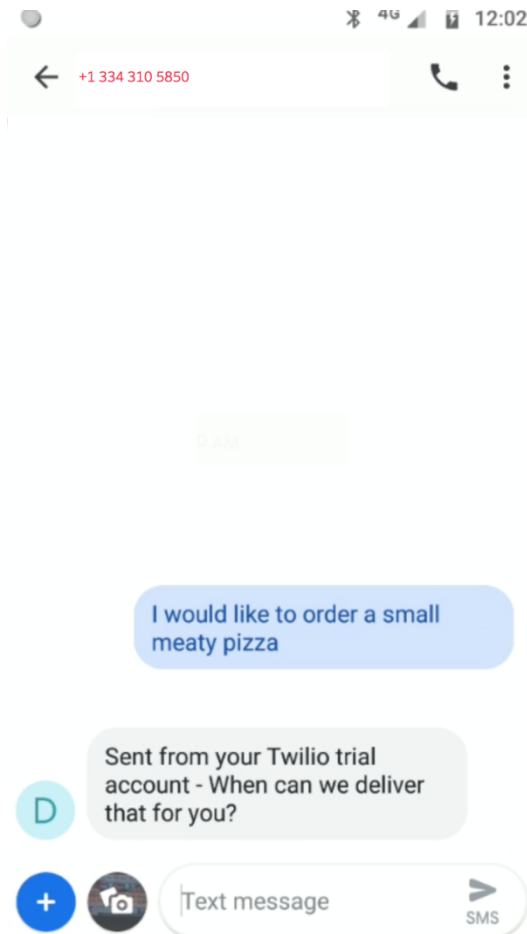 4G 12:02
+1 334 310 5850
I would like to order a small
meaty pizza
Sent from your Twilio trial
account - When can we deliver
that for you?
D
Text message
SMS